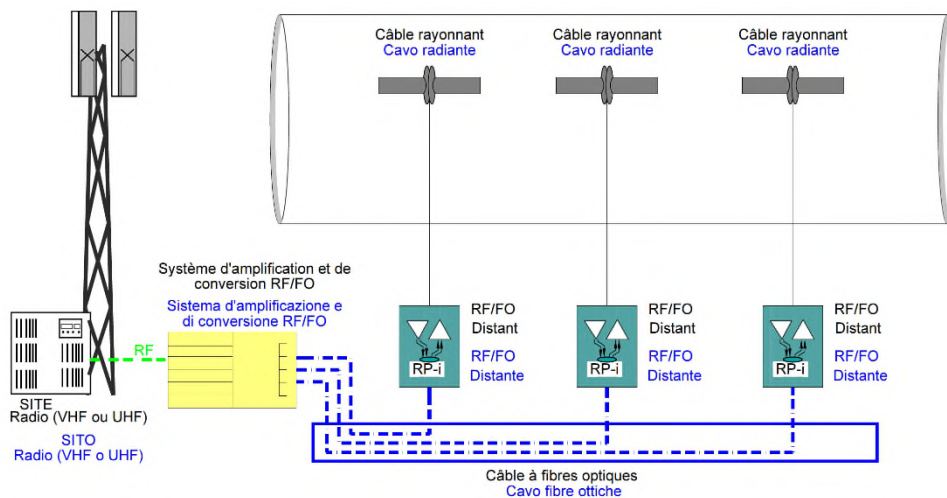 Câble rayonnant
Cavo radiante
Câble rayonnant
Cavo radiante
Câble rayonnant
Cavo radiante
Système d'amplification et de
conversion RF/FO
Sistema d'amplificazione e
di conversione RF/FO
RF
SITE
Radio (VHF ou UHF)
SITO
Radio (VHF o UHF)
RP-i
RF/FO
Distant
RF/FO
Distante
RP-i
RF/FO
Distant
RF/FO
Distante
RP-i
RF/FO
Distant
RF/FO
Distante
Câble à fibres optiques
Cavo fibre ottiche